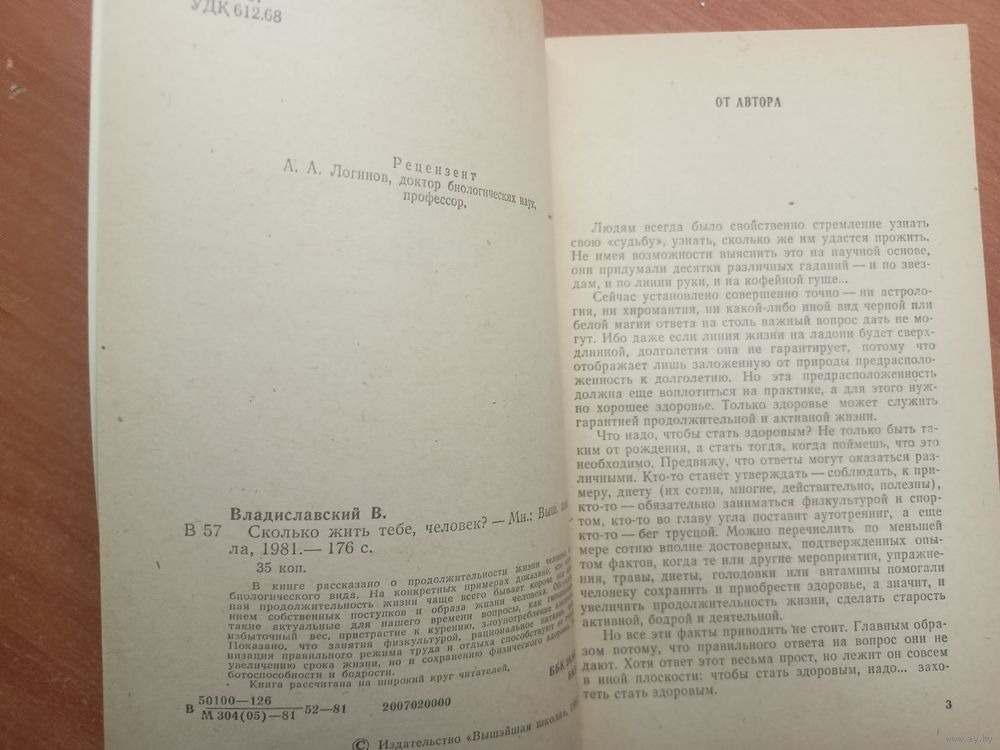 УДК 612.68
Рецензент
А. А. Логинов, доктор биологических наук,
профессор,
Владиславский В.
В 57 Сколько жить тебе, человек? — Мн.: Выш.
ла, 1981.— 176 с.
35 коп.
В книге рассказано о продолжительности жизни человека
биологического вида. На конкретных примерах доказано, что
ная продолжительность жизни чаще всего бывает короче
нием собственных поступков и образа жизни человека.
такие актуальные для нашего времени вопросы, как
избыточный вес, пристрастие к курению, злоупотребление
Показано, что занятия физкультурой, рациональное питание,
низация правильного режима труда и отдыха способствуют не
увеличению срока жизни, но и сохранению физического здоровья,
ботоспособности и бодрости.
Книга рассчитана на широкий круг читателей.
ББК
В 50100—126
М 304(05)—81 52—81 2007020000
© Издательство «Вышэйшая школа»,
ОТ АВТОРА
Людям всегда было свойственно стремление узнать
свою «судьбу», узнать, сколько же им удастся прожить.
Не имея возможности выяснить это на научной основе,
они придумали десятки различных гаданий — и по звез-
дам, и по линии руки, и на кофейной гуще...
Сейчас установлено совершенно точно — ни астроло-
гия, ни хиромантия, ни какой-либо иной вид черной или
белой магии ответа на столь важный вопрос дать не мо-
гут. Ибо даже если линия жизни на ладони будет сверх-
длинной, долголетия она не гарантирует, потому что
отображает лишь заложенную от природы предрасполо-
женность к долголетию. Но эта предрасположенность
должна еще воплотиться на практике, а для этого нуж-
но хорошее здоровье. Только здоровье может служить
гарантией продолжительной и активной жизни.
Что надо, чтобы стать здоровым? Не только быть та-
ким от рождения, а стать тогда, когда поймешь, что это
необходимо. Предвижу, что ответы могут оказаться раз-
личными. Кто-то станет утверждать — соблюдать, к при-
меру, диету (их сотни, многие, действительно, полезны),
кто-то — обязательно заниматься физкультурой и спор-
том, кто-то во главу угла поставит аутотренинг, а еще
кто-то — бег трусцой. Можно перечислить по меньшей
мере сотню вполне достоверных, подтвержденных опы-
том фактов, когда те или другие мероприятия, упражне-
ния, травы, диеты, голодовки или витамины помогали
человеку сохранить и приобрести здоровье, а значит, и
увеличить продолжительность жизни, сделать старость
активной, бодрой и деятельной.
Но все эти факты приводить не стоит. Главным обра-
зом потому, что правильного ответа на вопрос они не
дают. Хотя ответ этот весьма прост, но лежит он совсем
в иной плоскости: чтобы стать здоровым, надо... захо-
теть стать здоровым.
3
www.ay.by